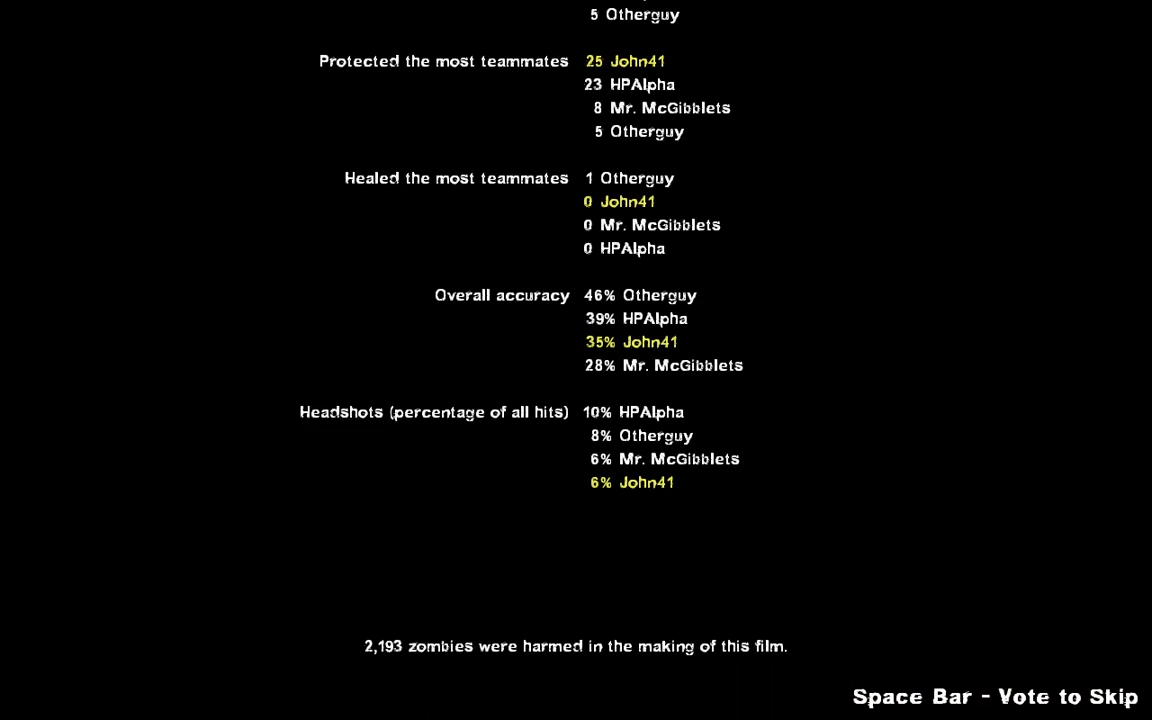 5 Otherguy
Protected the most teammates 25 John41
23 HPAlpha
8 Mr. McGibblets
5 Otherguy
Healed the most teammates 1 Otherguy
0 John41
0 Mr. McGibblets
0 HPAlpha
Overall accuracy 46% Otherguy
39% HPAlpha
35% John41
28% Mr. McGibblets
Headshots (percentage of all hits) 10% HPAlpha
8% Otherguy
6% Mr. McGibblets
6% John41
2,193 zombies were harmed in the making of this film.
Space Bar - Vote to Skip